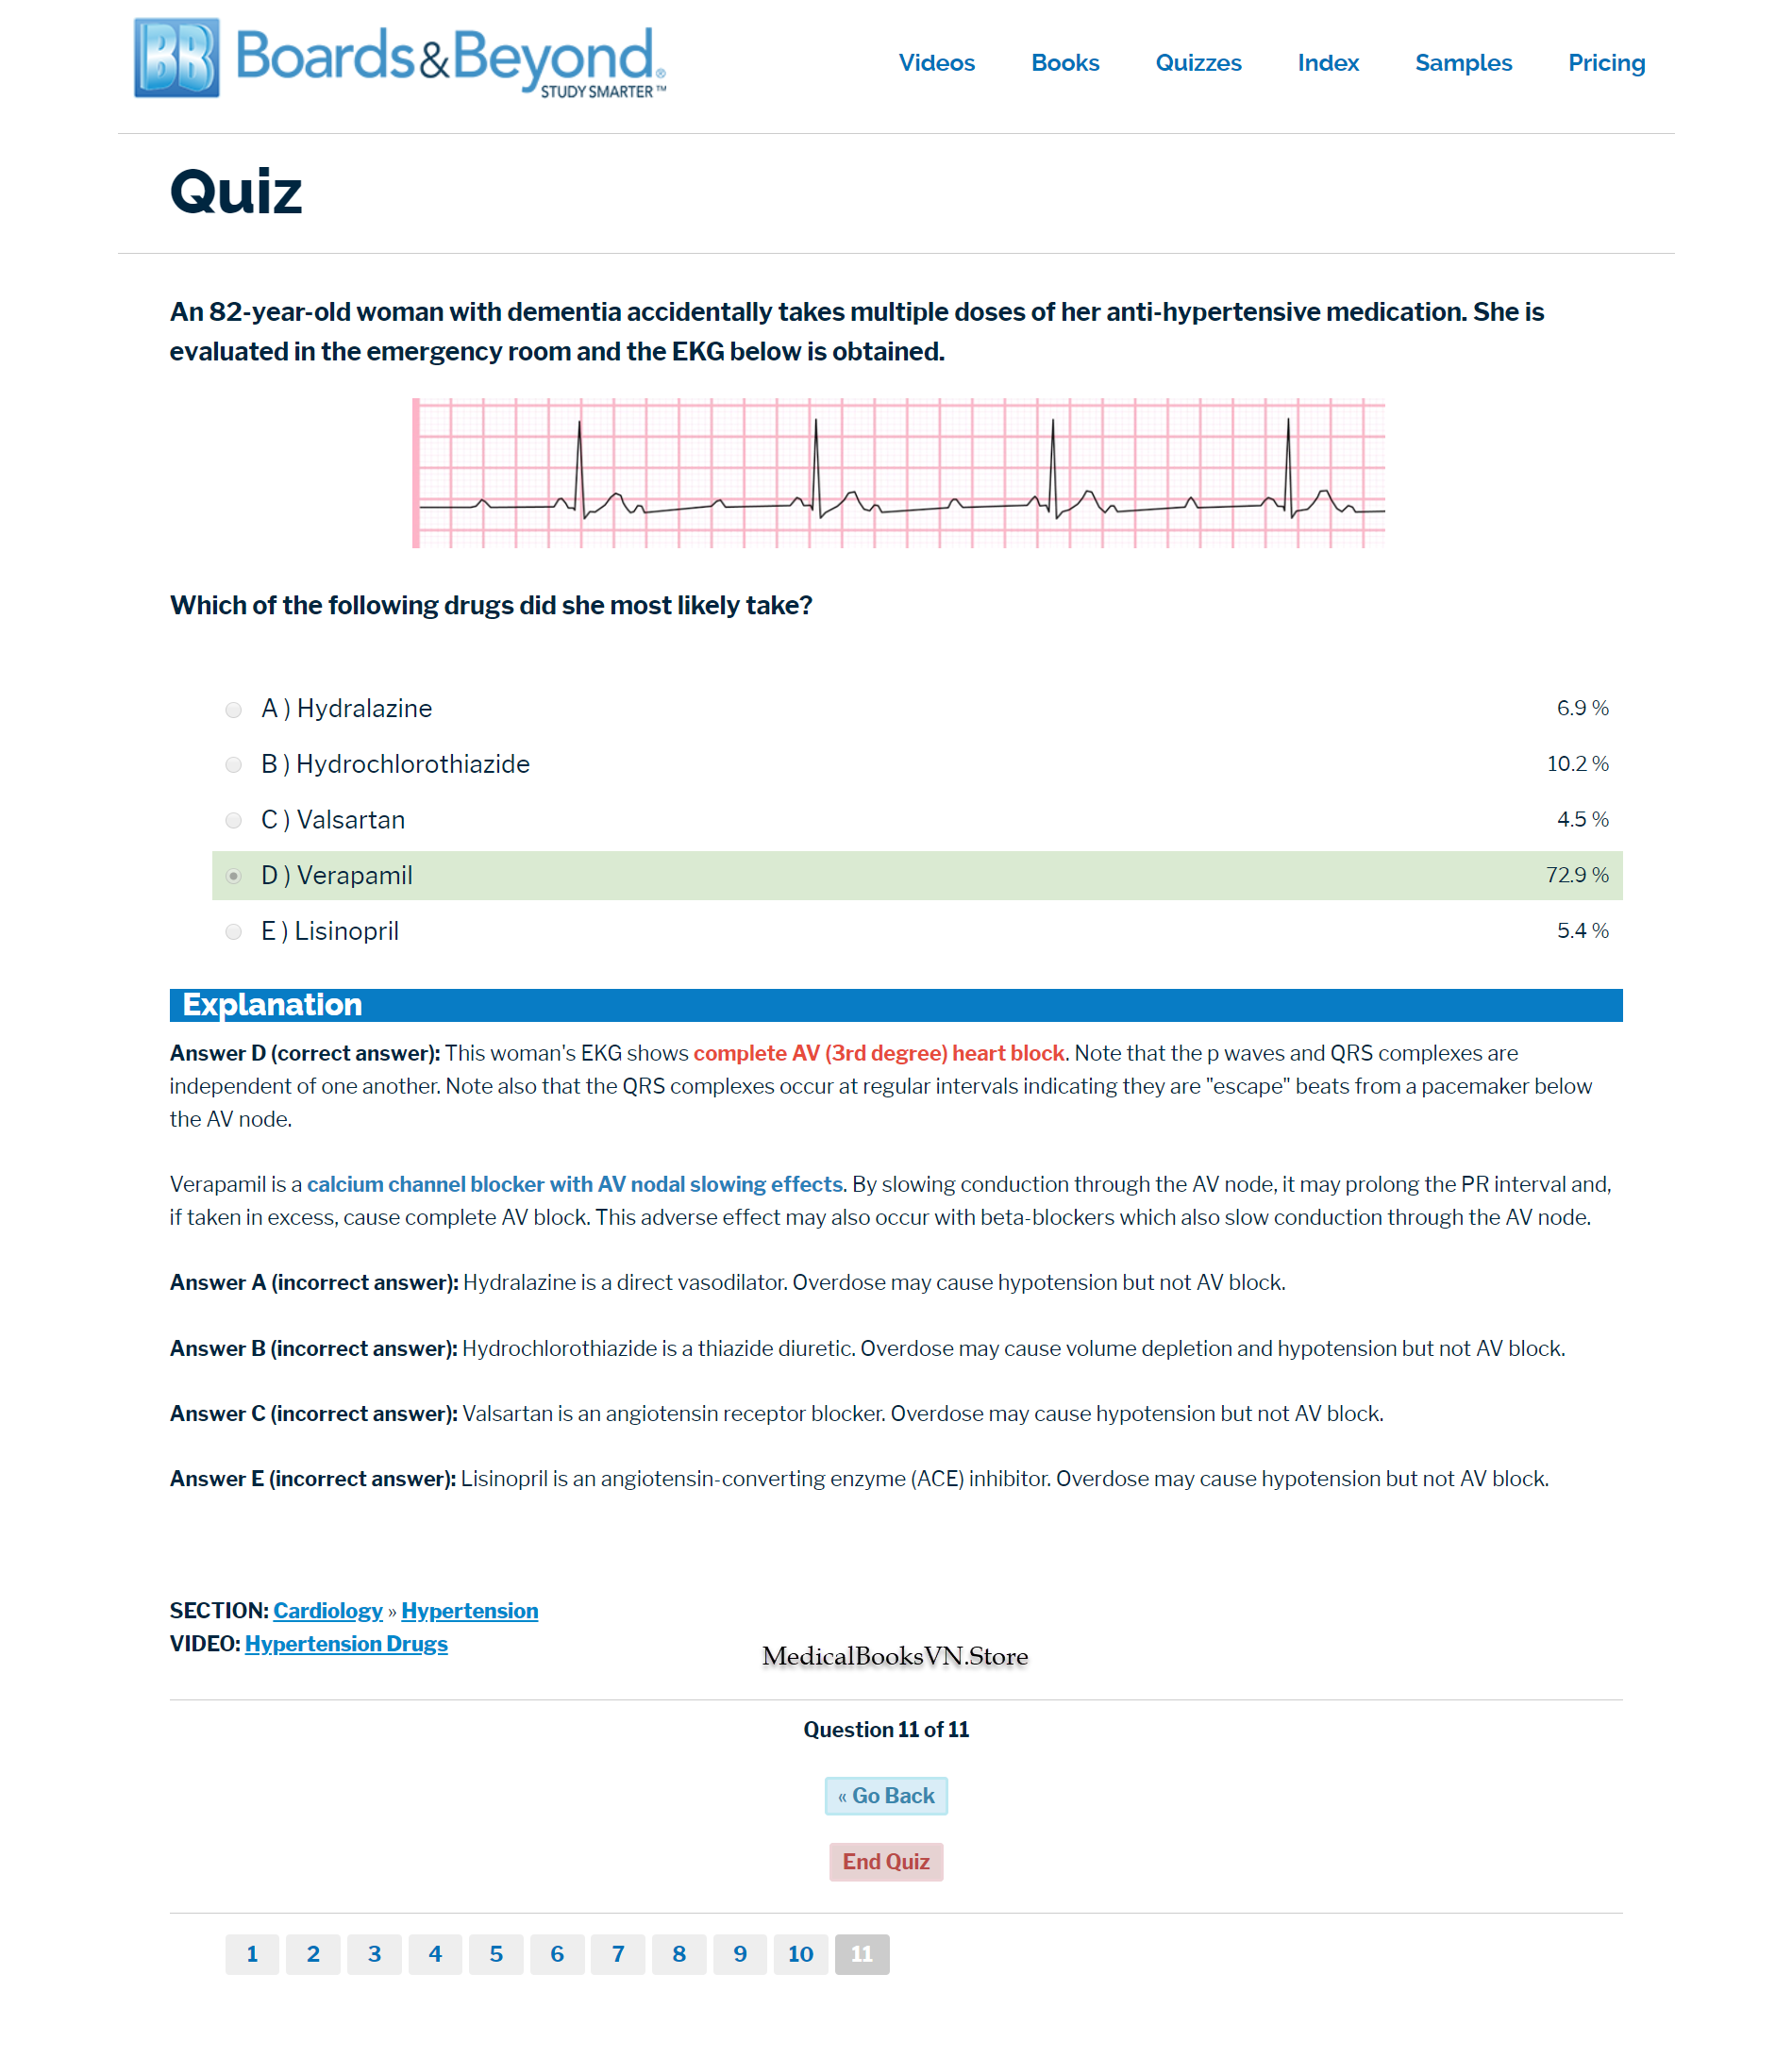 BB Boards&Beyond®
STUDY SMARTER™
Videos Books Quizzes Index Samples Pricing
Quiz
An 82-year-old woman with dementia accidentally takes multiple doses of her anti-hypertensive medication. She is
evaluated in the emergency room and the EKG below is obtained.
Which of the following drugs did she most likely take?
A ) Hydralazine 6.9 %
B ) Hydrochlorothiazide 10.2 %
C ) Valsartan 4.5 %
D ) Verapamil 72.9 %
E ) Lisinopril 5.4 %
Explanation
Answer D (correct answer): This woman's EKG shows complete AV (3rd degree) heart block. Note that the p waves and QRS complexes are
independent of one another. Note also that the QRS complexes occur at regular intervals indicating they are "escape" beats from a pacemaker below
the AV node.
Verapamil is a calcium channel blocker with AV nodal slowing effects. By slowing conduction through the AV node, it may prolong the PR interval and,
if taken in excess, cause complete AV block. This adverse effect may also occur with beta-blockers which also slow conduction through the AV node.
Answer A (incorrect answer): Hydralazine is a direct vasodilator. Overdose may cause hypotension but not AV block.
Answer B (incorrect answer): Hydrochlorothiazide is a thiazide diuretic. Overdose may cause volume depletion and hypotension but not AV block.
Answer C (incorrect answer): Valsartan is an angiotensin receptor blocker. Overdose may cause hypotension but not AV block.
Answer E (incorrect answer): Lisinopril is an angiotensin-converting enzyme (ACE) inhibitor. Overdose may cause hypotension but not AV block.
SECTION: Cardiology » Hypertension
VIDEO: Hypertension Drugs
MedicalBooksVN.Store
Question 11 of 11
« Go Back
End Quiz
1 2 3 4 5 6 7 8 9 10 11